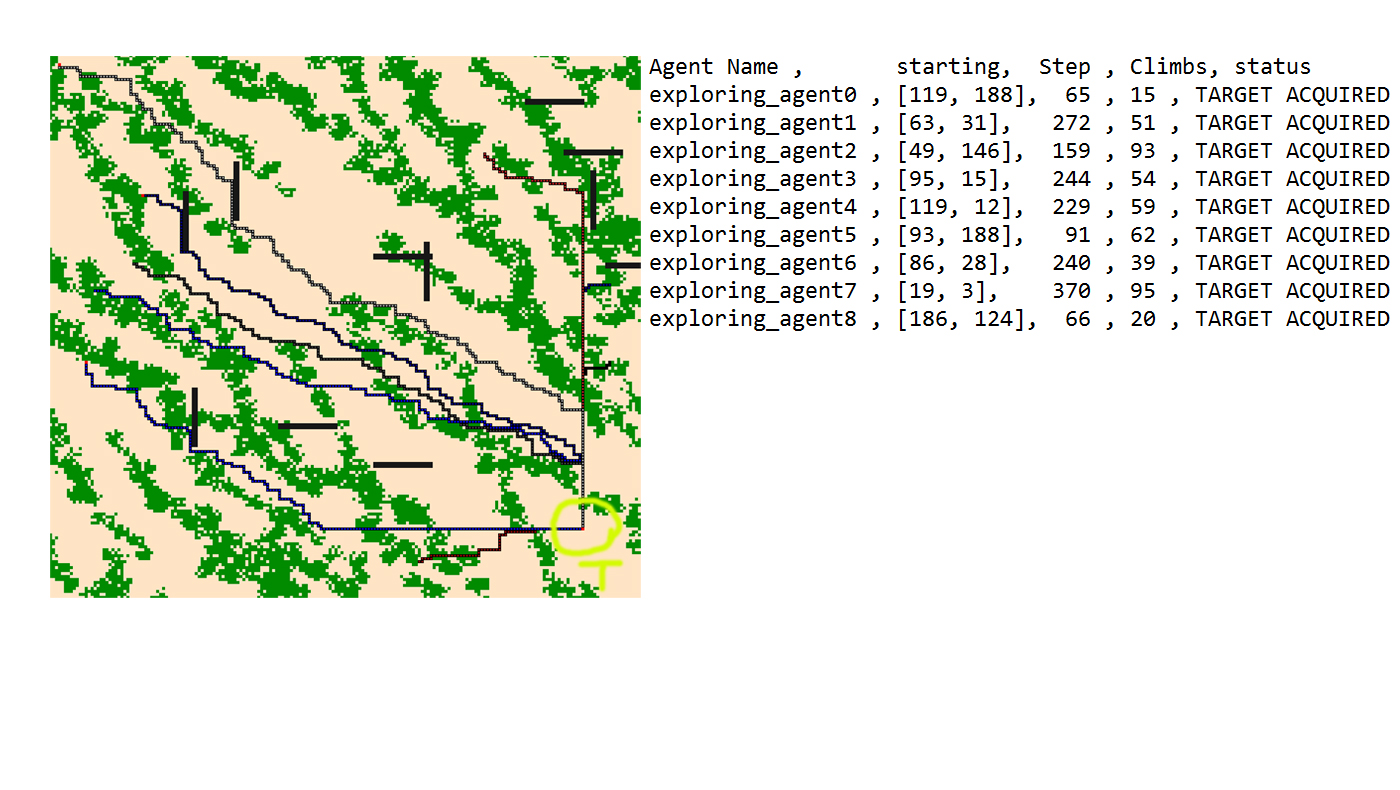 Agent Name , starting, Step , Climbs, status
exploring_agent0 , [119, 188], 65 , 15 , TARGET ACQUIRED
exploring_agent1 , [63, 31], 272 , 51 , TARGET ACQUIRED
exploring_agent2 , [49, 146], 159 , 93 , TARGET ACQUIRED
exploring_agent3 , [95, 15], 244 , 54 , TARGET ACQUIRED
exploring_agent4 , [119, 12], 229 , 59 , TARGET ACQUIRED
exploring_agent5 , [93, 188], 91 , 62 , TARGET ACQUIRED
exploring_agent6 , [86, 28], 240 , 39 , TARGET ACQUIRED
exploring_agent7 , [19, 3], 370 , 95 , TARGET ACQUIRED
exploring_agent8 , [186, 124], 66 , 20 , TARGET ACQUIRED
T